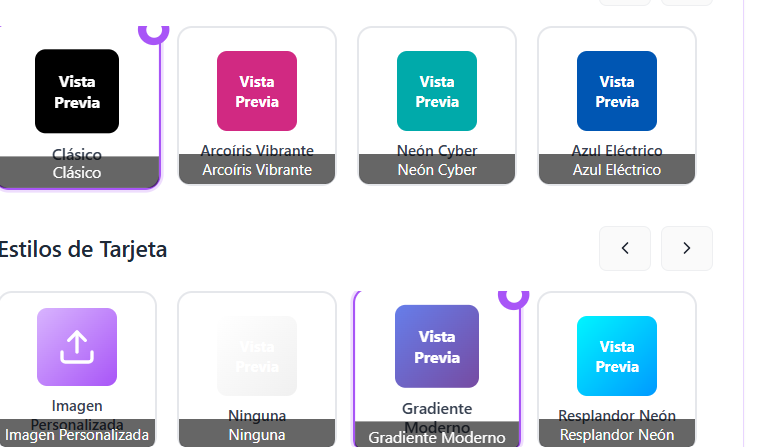 Vista
Previa
Clásico
Clásico
Vista
Previa
Arcoíris Vibrante
Arcoíris Vibrante
Vista
Previa
Neón Cyber
Neón Cyber
Vista
Previa
Azul Eléctrico
Azul Eléctrico
Estilos de Tarjeta
Imagen
Personalizada
Imagen Personalizada
Vista
Previa
Ninguna
Ninguna
Vista
Previa
Gradiente
Moderno
Gradiente Moderno
Vista
Previa
Resplandor Neón
Resplandor Neón